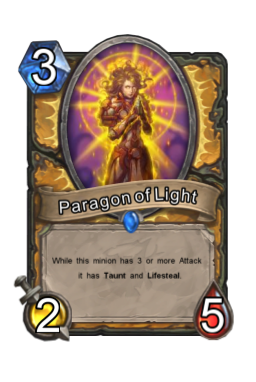 3
Paragon of Light
While this minion has 3 or more Attack
it has Taunt and Lifesteal.
2
5